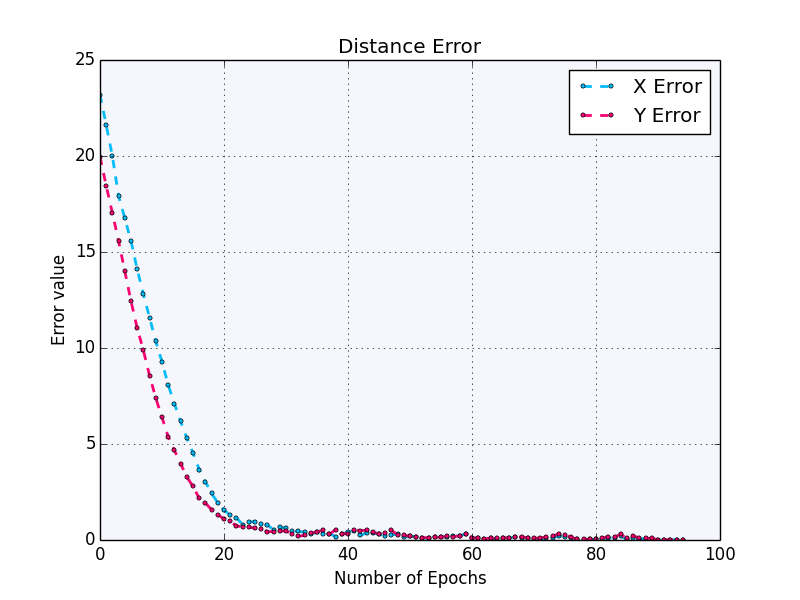 Distance Error
X Error
Y Error
25
20
15
10
5
0
Error value
0 20 40 60 80 100
Number of Epochs